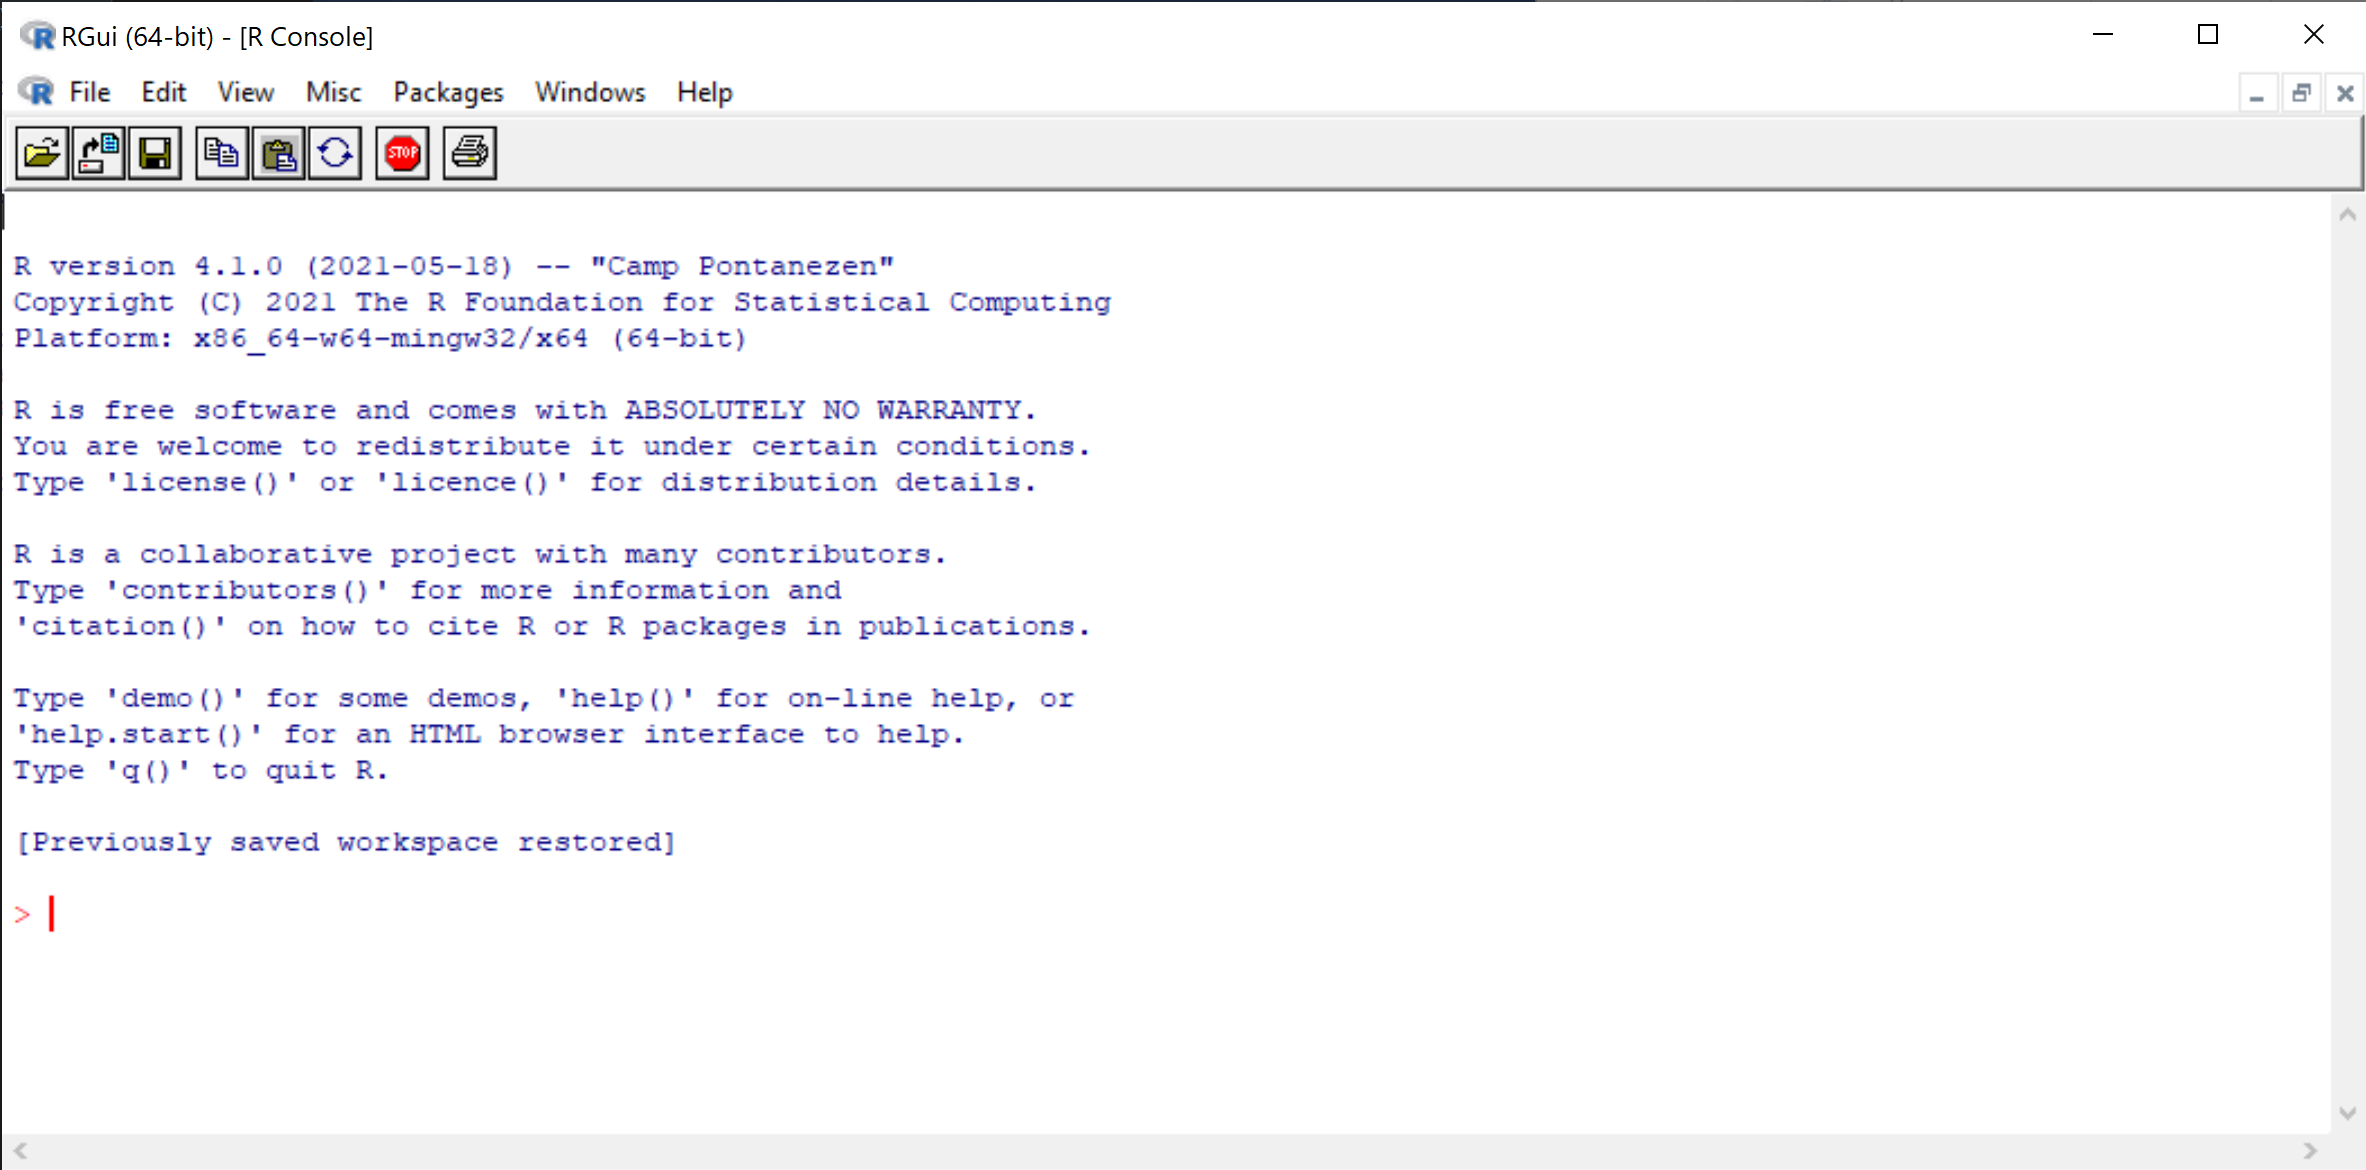 RGui (64-bit) - [R Console]
File Edit View Misc Packages Windows Help
STOP
R version 4.1.0 (2021-05-18) -- "Camp Pontanezen"
Copyright (C) 2021 The R Foundation for Statistical Computing
Platform: x86_64-w64-mingw32/x64 (64-bit)
R is free software and comes with ABSOLUTELY NO WARRANTY.
You are welcome to redistribute it under certain conditions.
Type 'license()' or 'licence()' for distribution details.
R is a collaborative project with many contributors.
Type 'contributors()' for more information and
'citation()' on how to cite R or R packages in publications.
Type 'demo()' for some demos, 'help()' for on-line help, or
'help.start()' for an HTML browser interface to help.
Type 'q()' to quit R.
[Previously saved workspace restored]
>